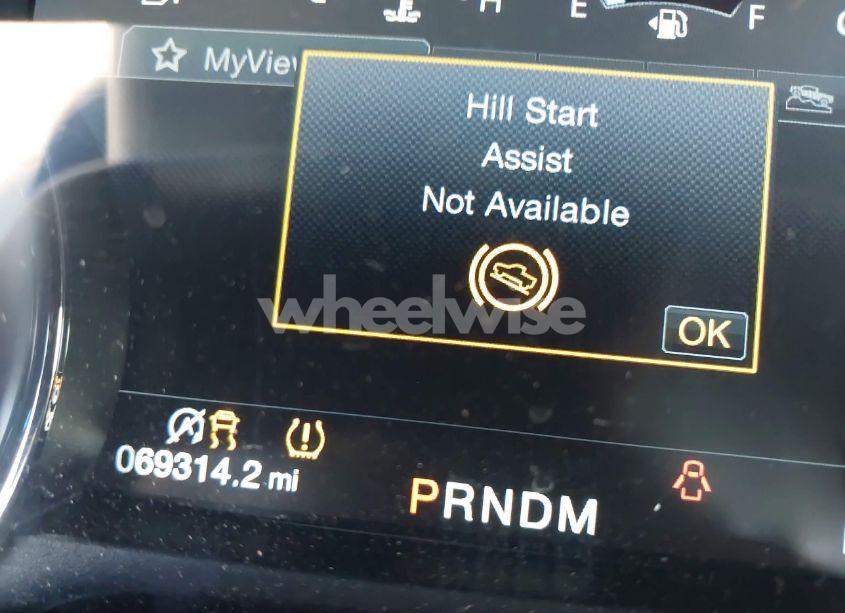 H
E
F
MyView
Hill Start
Assist
Not Available
wheelwise
OK
069314.2 mi
PRNDM